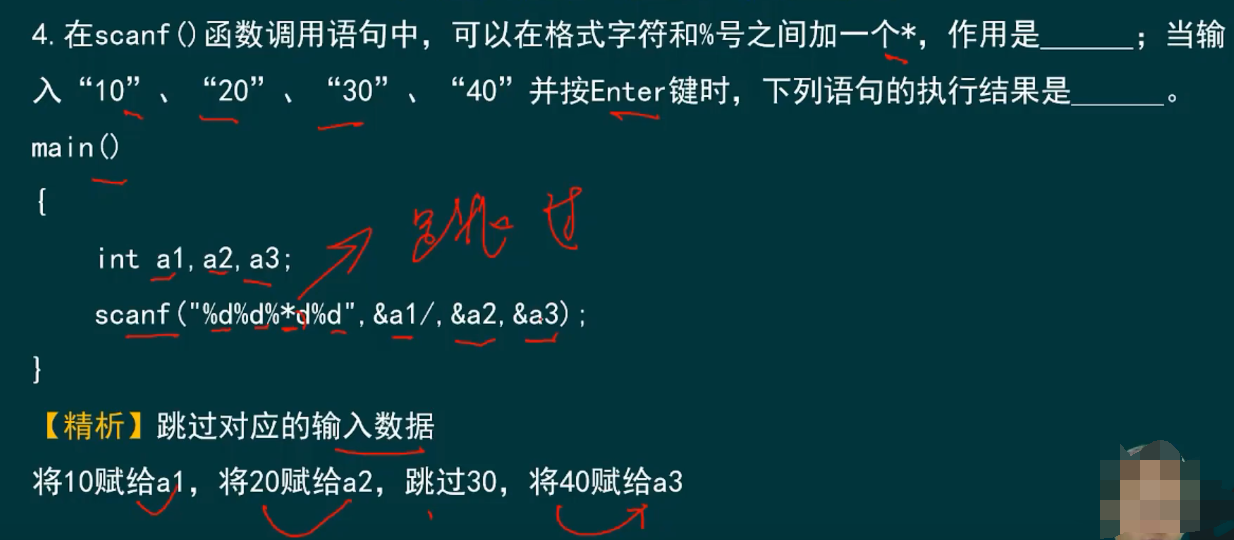 4.在scanf()函数调用语句中，可以在格式字符和%号之间加一个*，作用是______；当输
入“10”、“20”、“30”、“40”并按Enter键时，下列语句的执行结果是______。
main()
{
int a1,a2,a3;
scanf("%d%d%*d%d",&a1/,&a2,&a3);
}
【精析】跳过对应的输入数据
将10赋给a1，将20赋给a2，跳过30，将40赋给a3
跳过